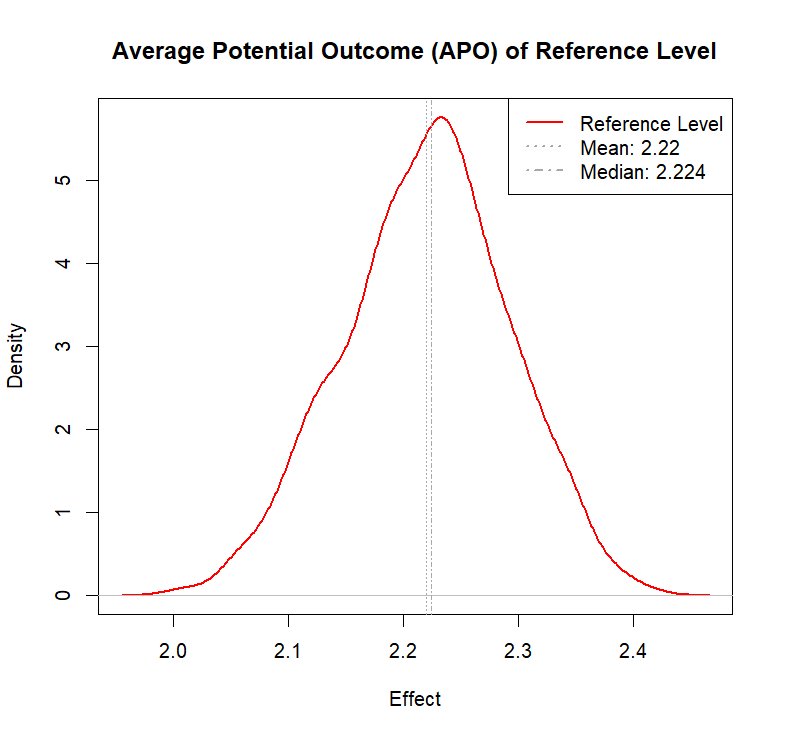 Average Potential Outcome (APO) of Reference Level
Reference Level
Mean: 2.22
Median: 2.224
Density
5
4
3
2
1
0
2.0 2.1 2.2 2.3 2.4
Effect